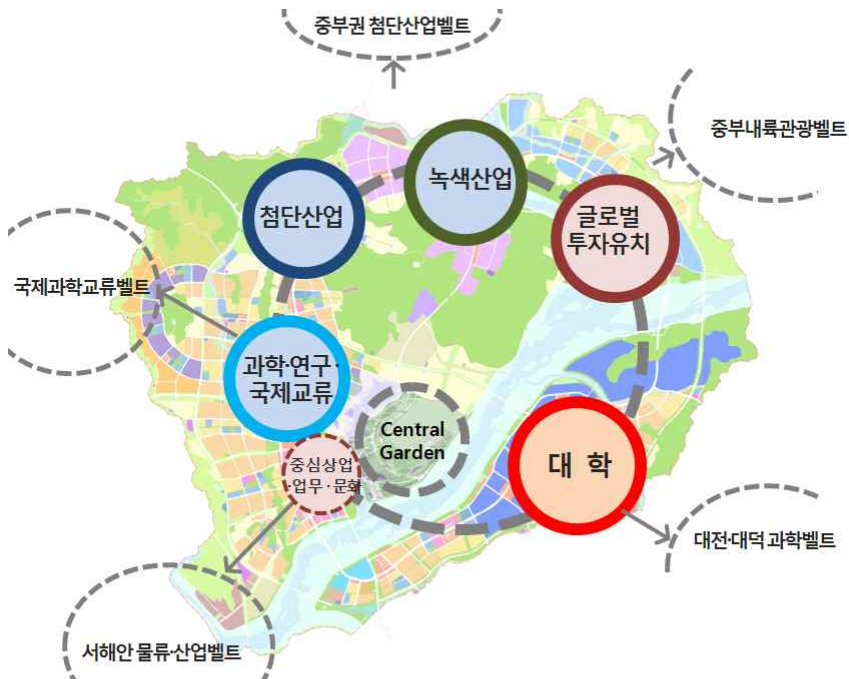 중부권 첨단산업벨트
중부내륙관광벨트
녹색산업
첨단산업
글로벌
투자유치
국제과학교류벨트
과학·연구·
국제교류
Central
Garden
중심상업
·업무·문화
대 학
대전·대덕 과학벨트
서해안 물류·산업벨트